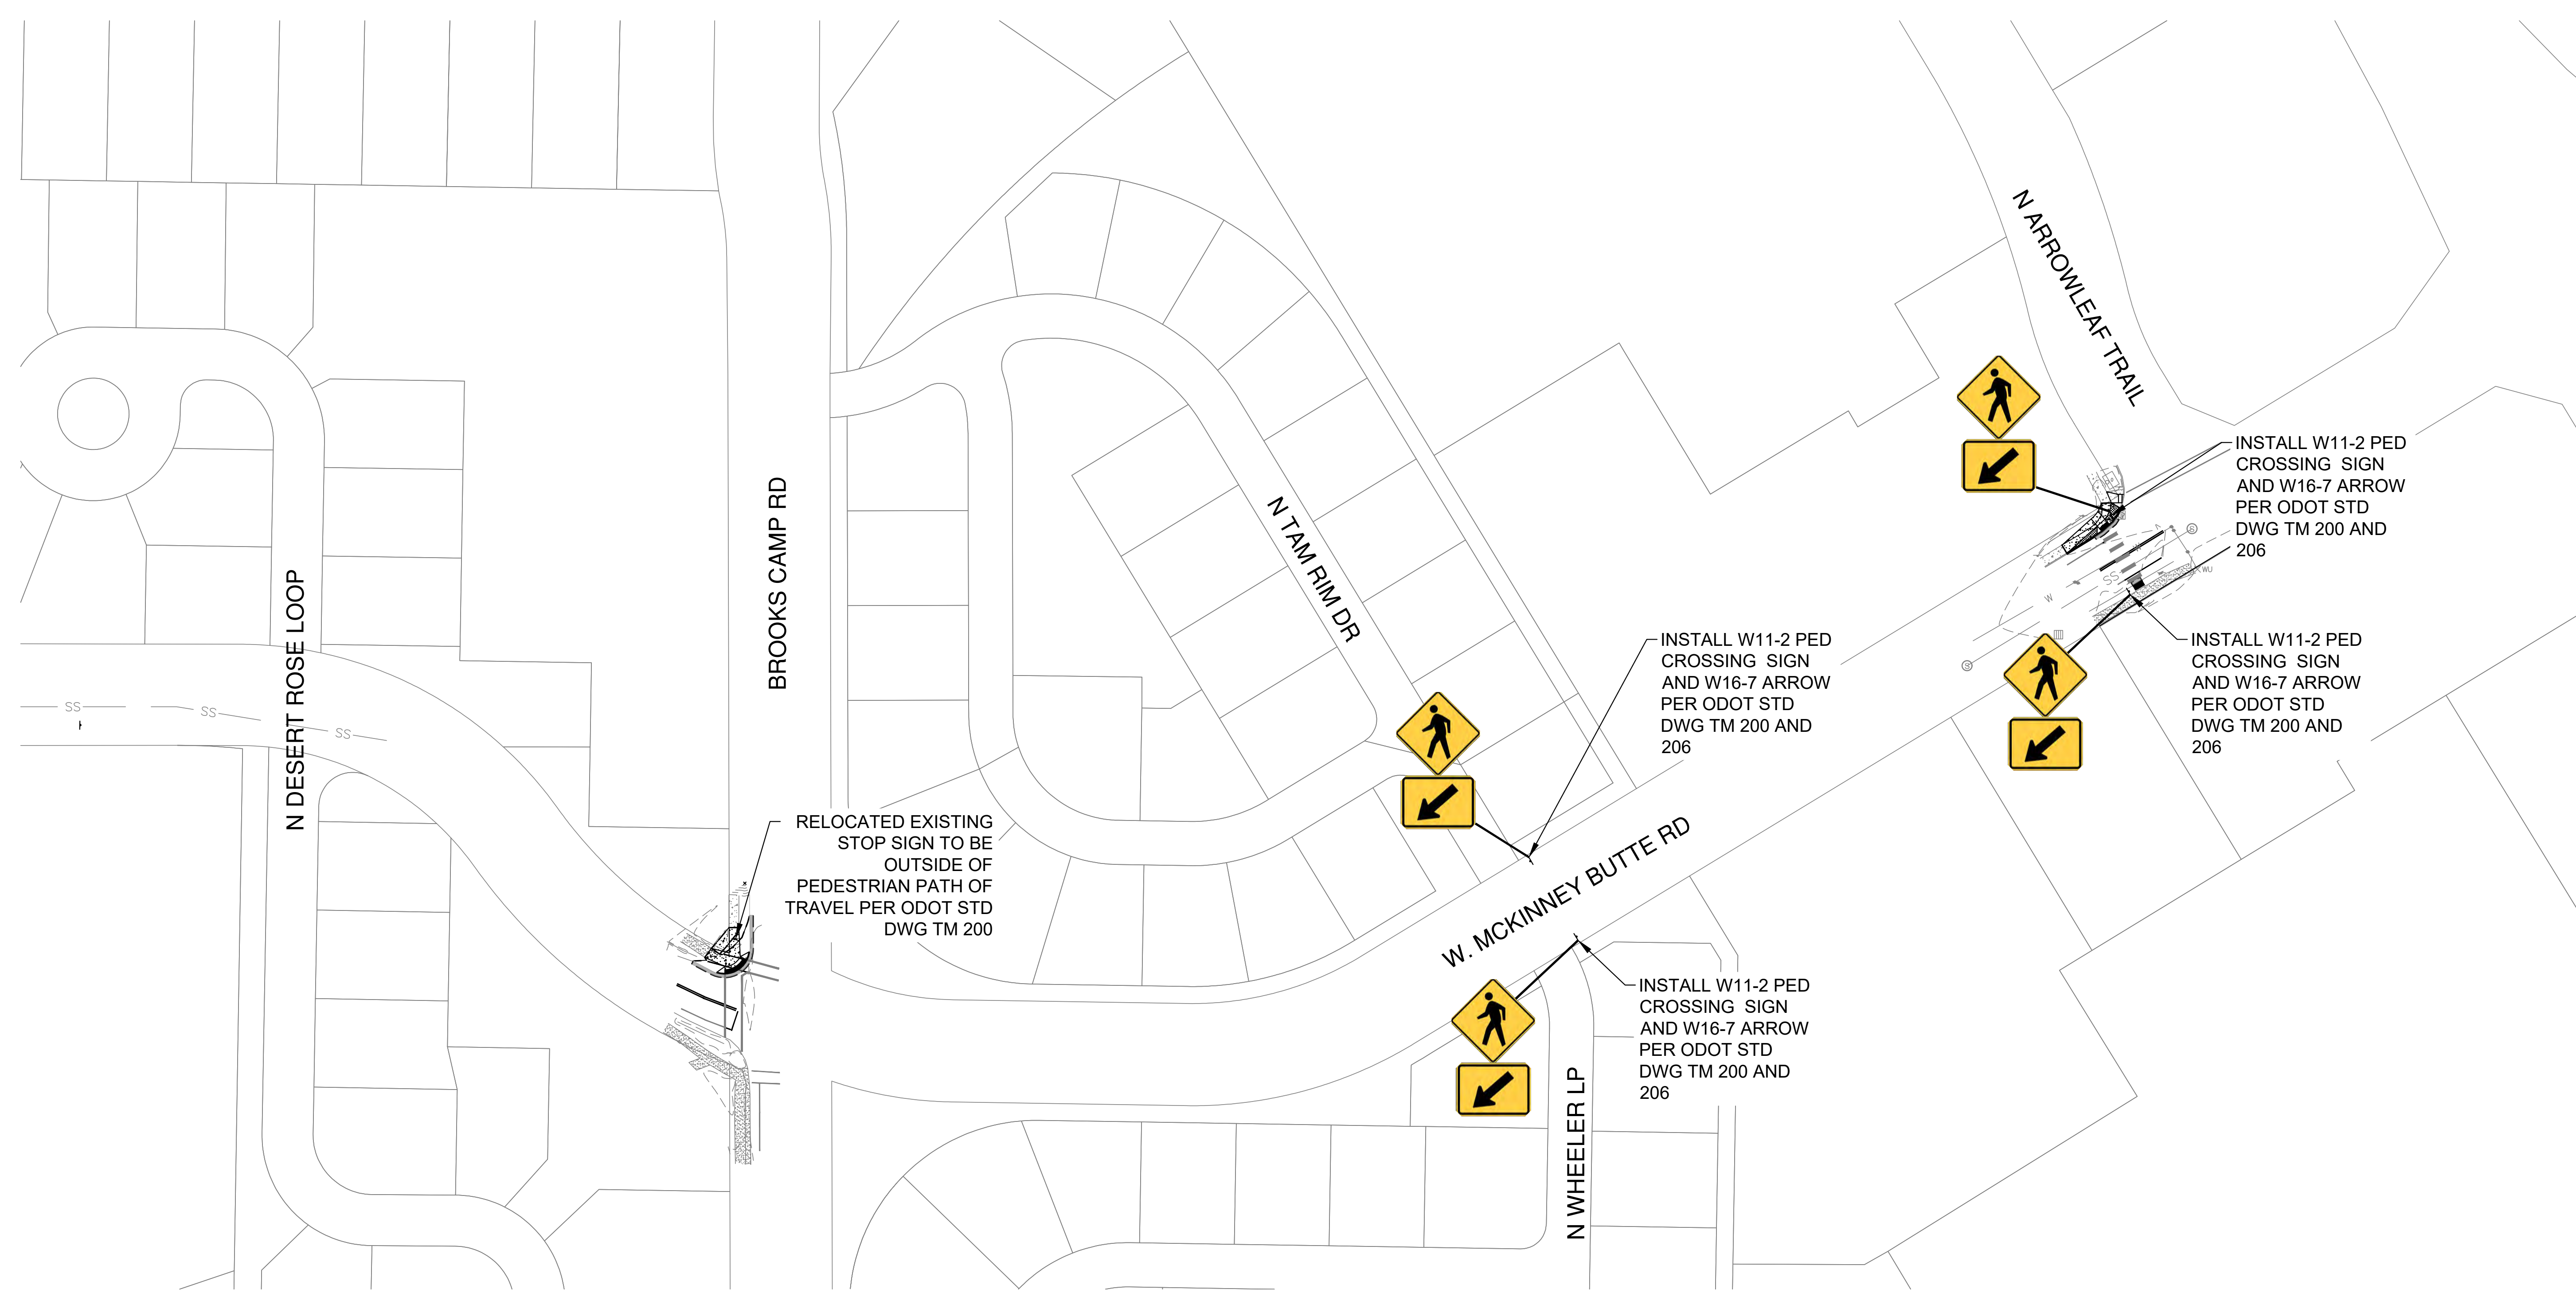 N ARROWLEAF TRAIL
INSTALL W11-2 PED
CROSSING SIGN
AND W16-7 ARROW
PER ODOT STD
DWG TM 200 AND
206
N DESERT ROSE LOOP
BROOKS CAMP RD
N TAM RIM DR
W
SS
WU
S
S
INSTALL W11-2 PED
CROSSING SIGN
AND W16-7 ARROW
PER ODOT STD
DWG TM 200 AND
206
INSTALL W11-2 PED
CROSSING SIGN
AND W16-7 ARROW
PER ODOT STD
DWG TM 200 AND
206
SS
SS
SS
RELOCATED EXISTING
STOP SIGN TO BE
OUTSIDE OF
PEDESTRIAN PATH OF
TRAVEL PER ODOT STD
DWG TM 200
W. MCKINNEY BUTTE RD
INSTALL W11-2 PED
CROSSING SIGN
AND W16-7 ARROW
PER ODOT STD
DWG TM 200 AND
206
N WHEELER LP